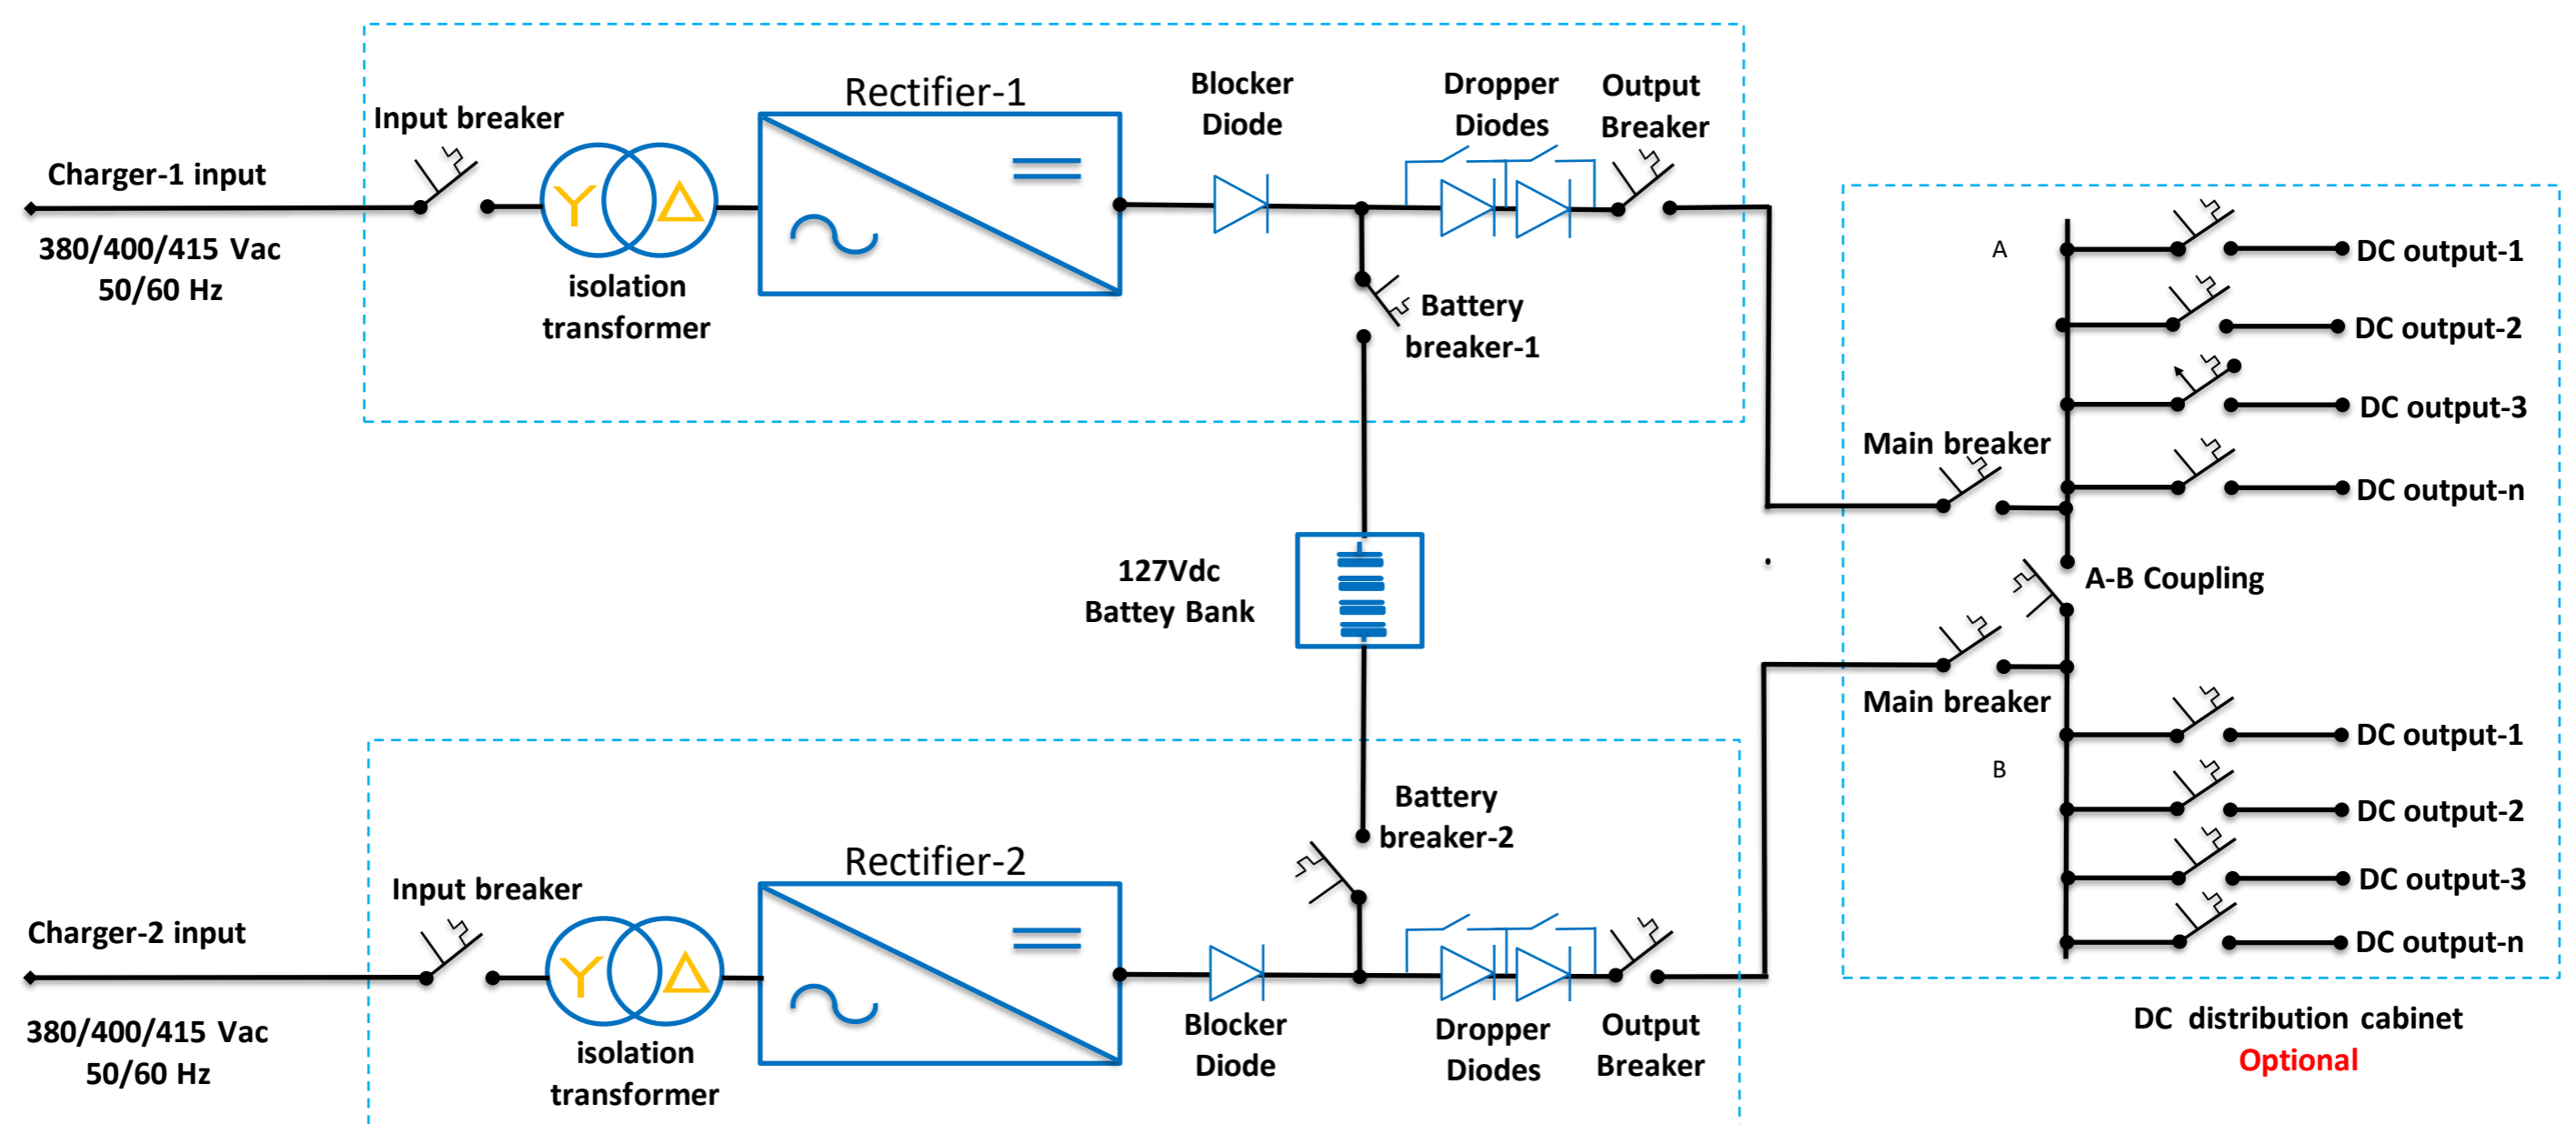 Rectifier-1
Blocker
Diode
Dropper
Diodes
Output
Breaker
Input breaker
Charger-1 input
380/400/415 Vac
50/60 Hz
isolation
transformer
Battery
breaker-1
127Vdc
Battey Bank
Battery
breaker-2
Rectifier-2
Input breaker
Charger-2 input
380/400/415 Vac
50/60 Hz
isolation
transformer
Blocker
Diode
Dropper
Diodes
Output
Breaker
A
DC output-1
DC output-2
DC output-3
DC output-n
Main breaker
A-B Coupling
Main breaker
B
DC output-1
DC output-2
DC output-3
DC output-n
DC distribution cabinet
Optional